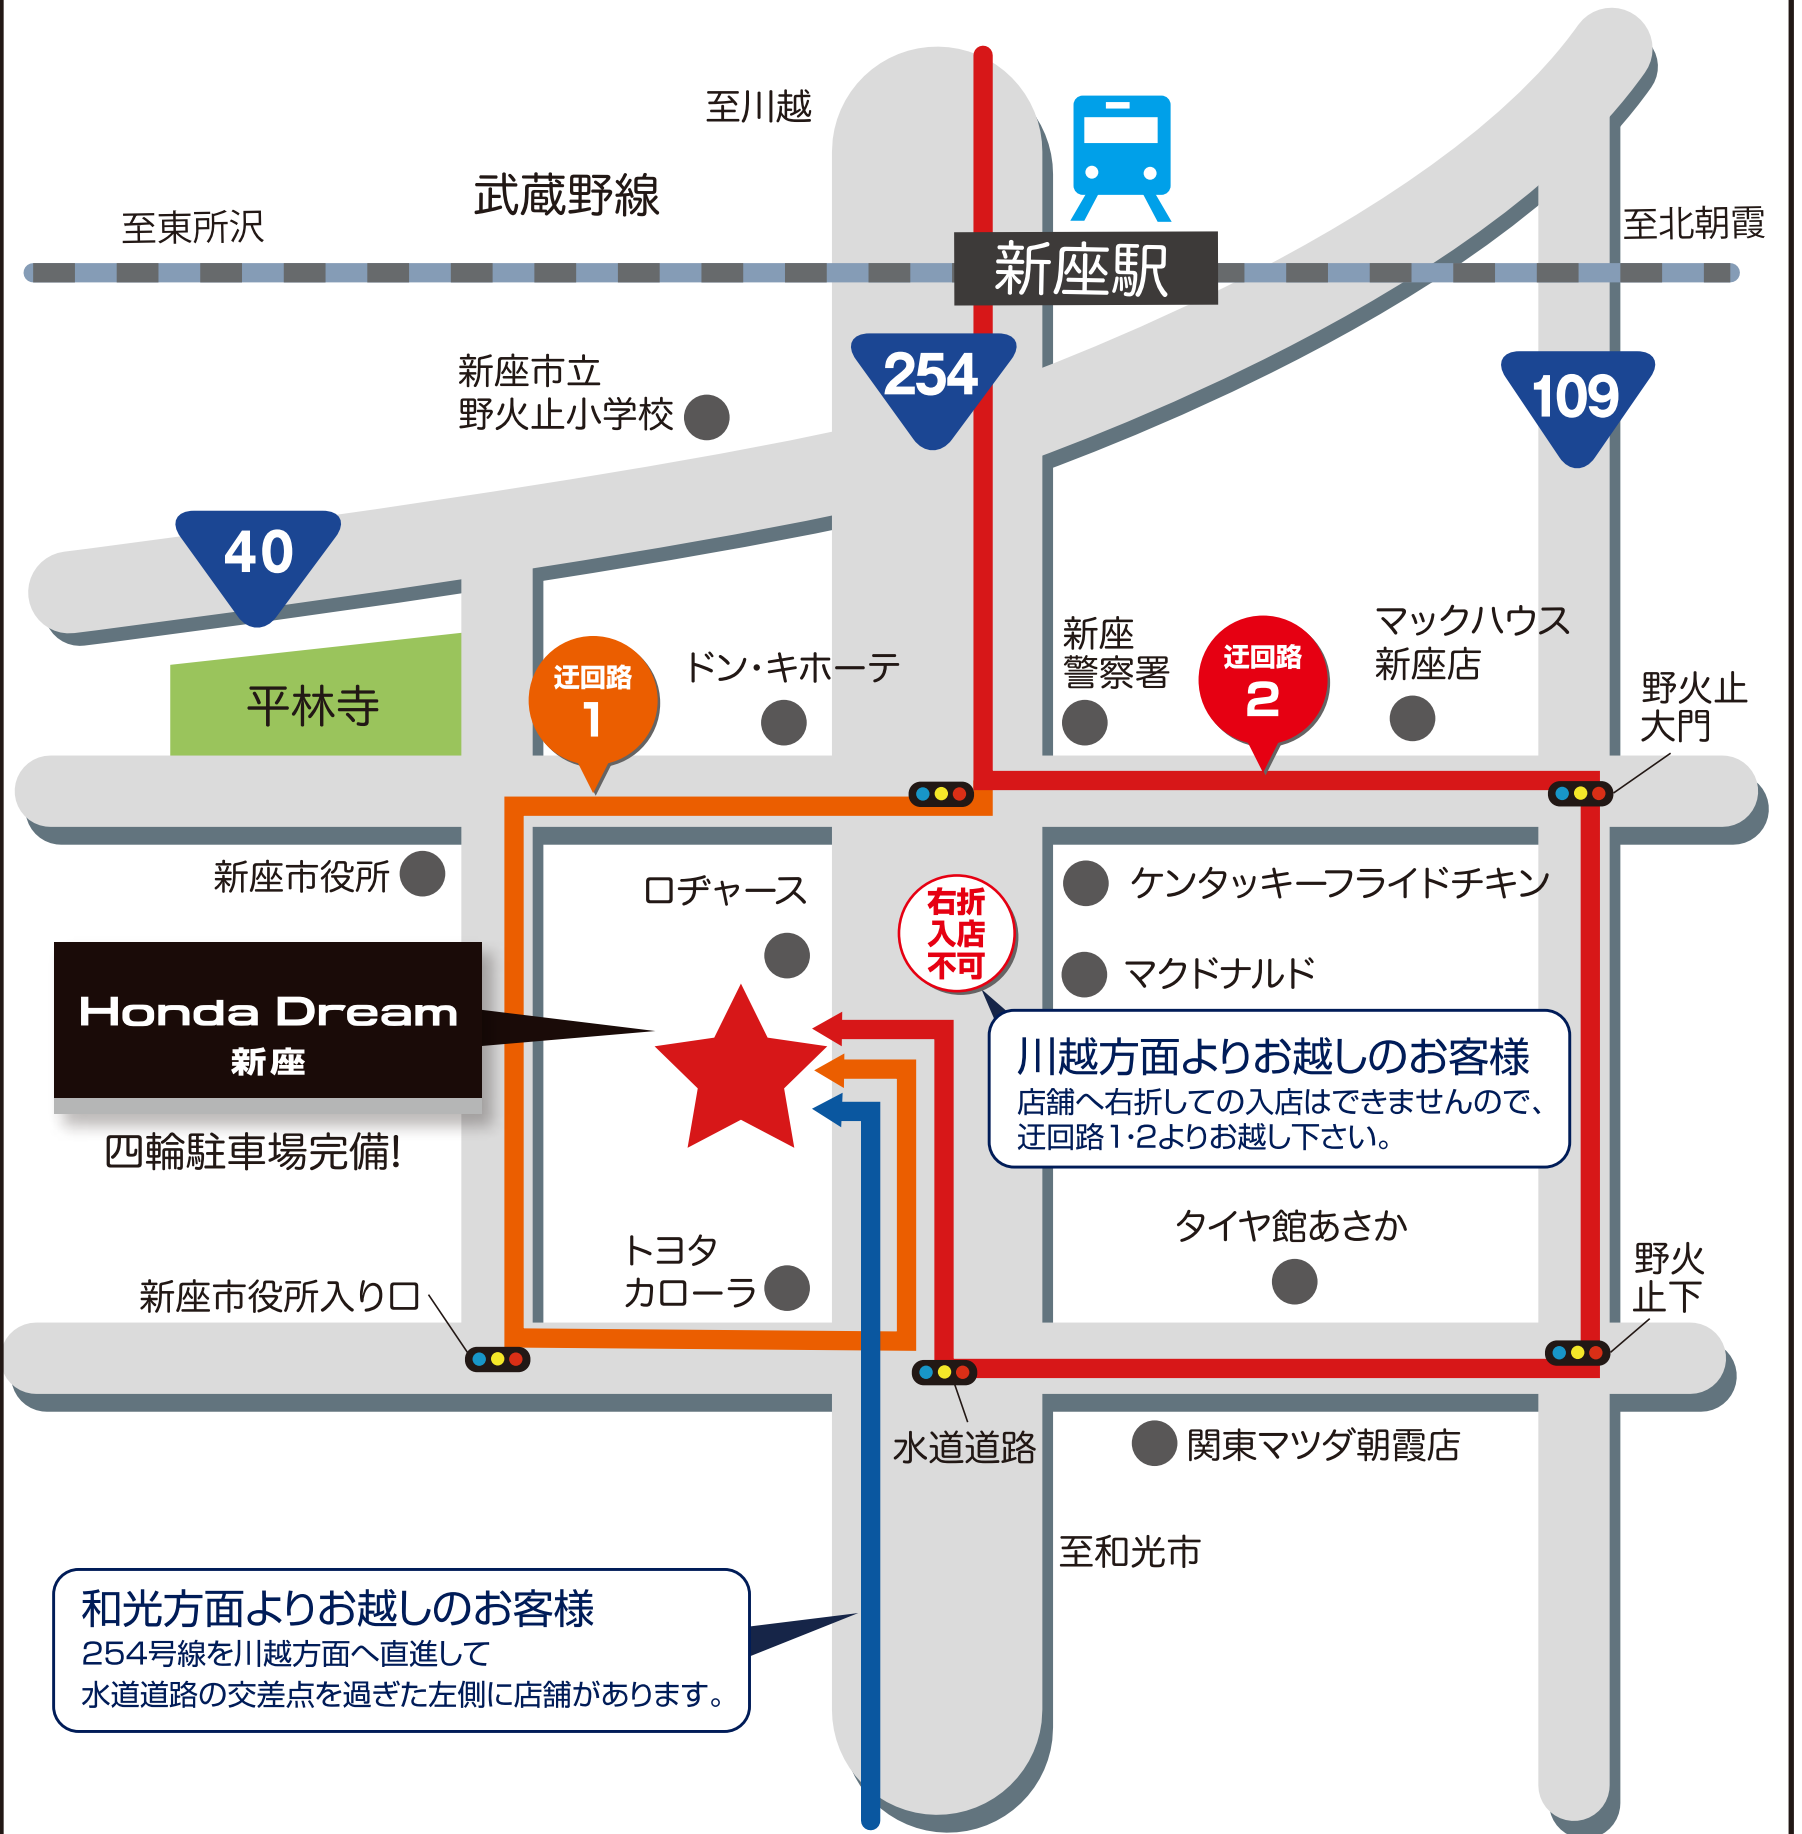 至川越
武蔵野線
至東所沢
至北朝霞
新座駅
254
109
新座市立
野火止小学校
40
平林寺
迂回路
1
ドン・キホーテ
新座
警察署
迂回路
2
マックハウス
新座店
野火止
大門
新座市役所
ロヂャース
右折
入店
不可
ケンタッキーフライドチキン
マクドナルド
Honda Dream
新座
四輪駐車場完備!
川越方面よりお越しのお客様
店舗へ右折しての入店はできませんので、
迂回路1・2よりお越し下さい。
タイヤ館あさか
トヨタ
カローラ
新座市役所入り口
野火
止下
水道道路
関東マツダ朝霞店
至和光市
和光方面よりお越しのお客様
254号線を川越方面へ直進して
水道道路の交差点を過ぎた左側に店舗があります。